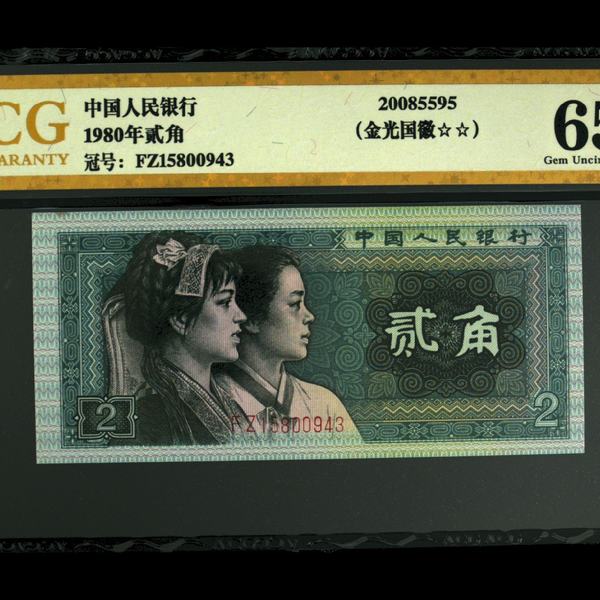 CG
ARANTY
中国人民银行
1980年贰角
冠号：FZ15800943
20085595
（金光国徽☆☆）
65
Gem Uncir
中国人民银行
贰角
FZ15800943
2
2